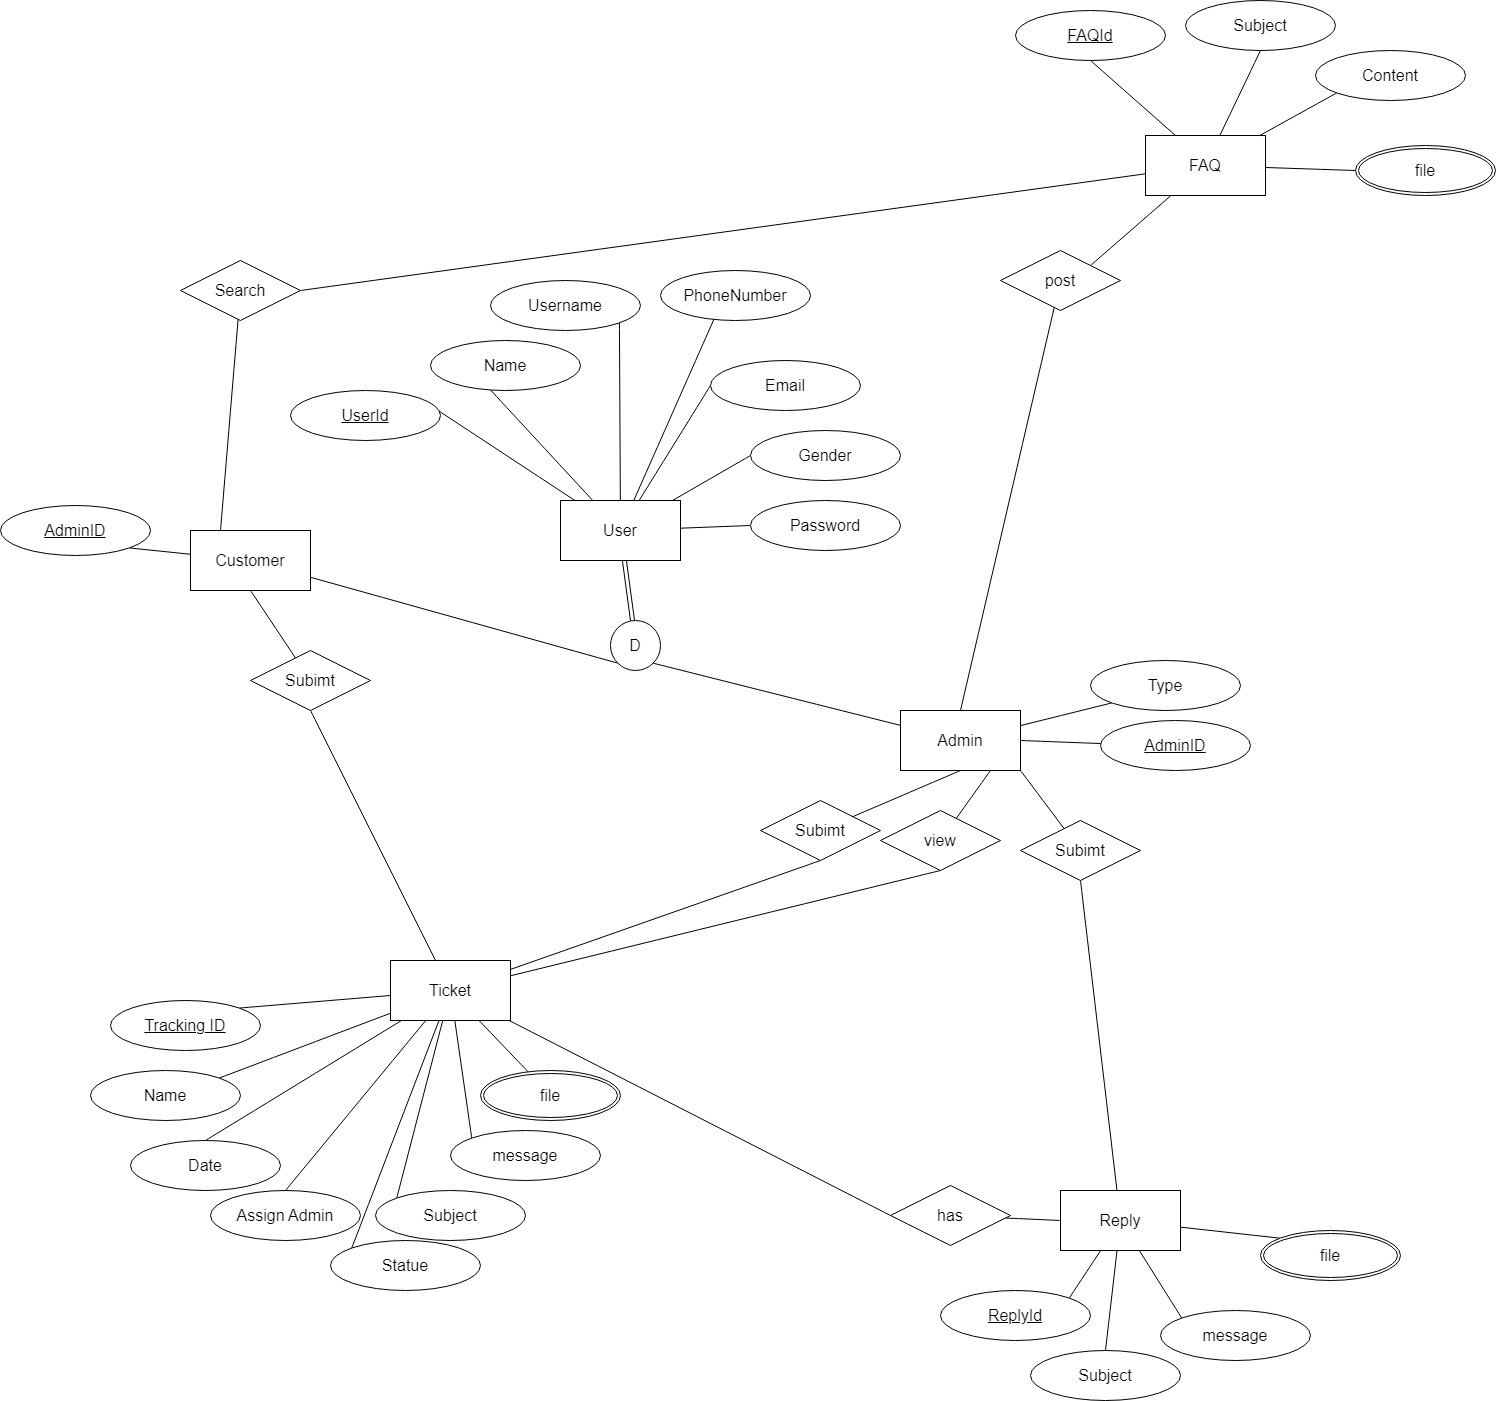 Subject
FAQId
Content
FAQ
file
Search
post
PhoneNumber
Username
Name
Email
UserId
Gender
Password
User
AdminID
Customer
D
Subimt
Type
Admin
AdminID
Subimt
view
Subimt
Ticket
Tracking ID
Name
file
message
Date
Assign Admin
Subject
Statue
has
Reply
file
ReplyId
message
Subject